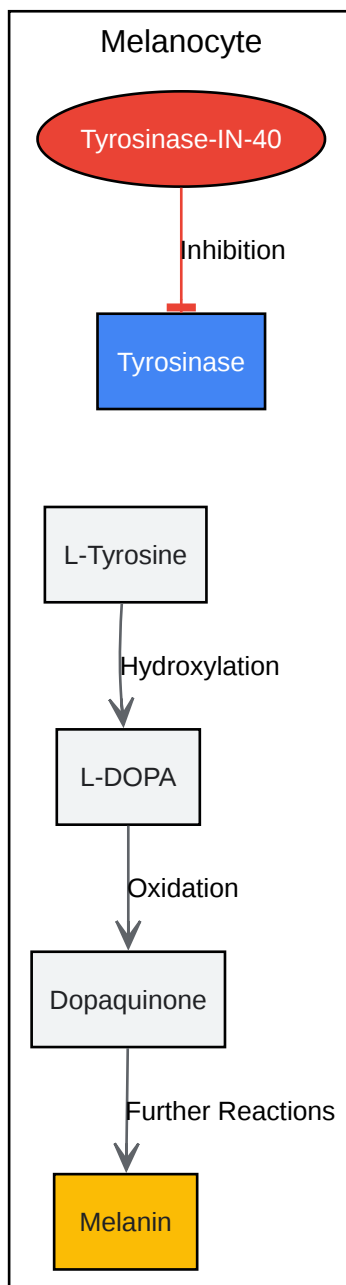 Melanocyte
Tyrosinase-IN-40
Inhibition
Tyrosinase
L-Tyrosine
Hydroxylation
L-DOPA
Oxidation
Dopaquinone
Further Reactions
Melanin